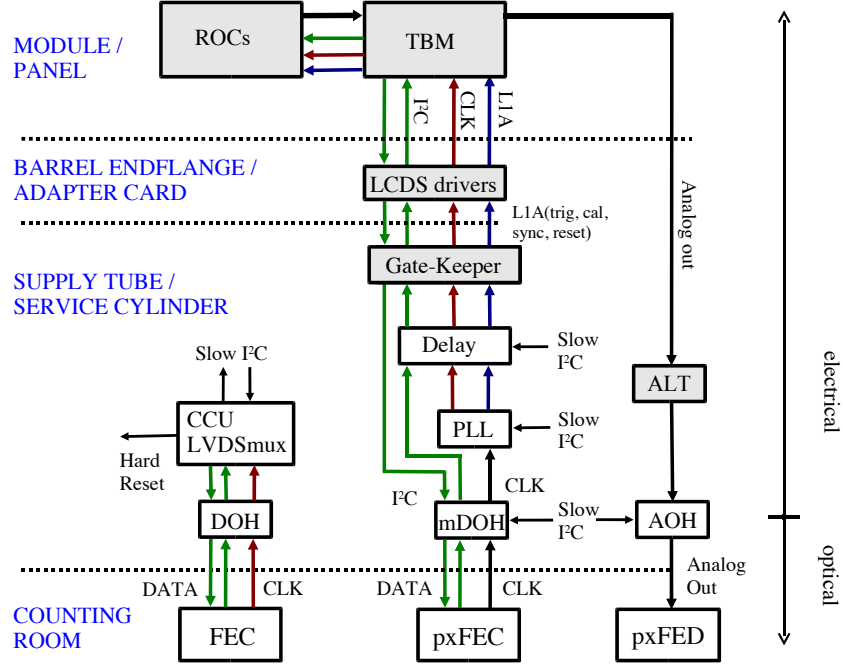 MODULE /
PANEL
ROCs
TBM
I²C
CLK
L1A
BARREL ENDFLANGE /
ADAPTER CARD
LCDS drivers
L1A(trig, cal,
sync, reset)
Analog out
SUPPLY TUBE /
SERVICE CYLINDER
Gate-Keeper
Delay
Slow
I²C
Slow I²C
ALT
electrical
CCU
LVDSmux
PLL
Slow
I²C
Hard
Reset
I²C
CLK
DOH
mDOH
Slow
I²C
AOH
optical
DATA
CLK
DATA
CLK
Analog
Out
COUNTING
ROOM
FEC
pxFEC
pxFED